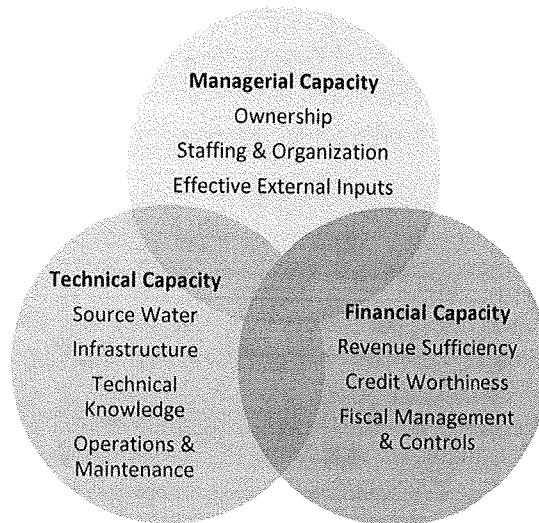 Managerial Capacity
Ownership
Staffing & Organization
Effective External Inputs
Technical Capacity
Source Water
Infrastructure
Technical
Knowledge
Operations &
Maintenance
Financial Capacity
Revenue Sufficiency
Credit Worthiness
Fiscal Management
& Controls